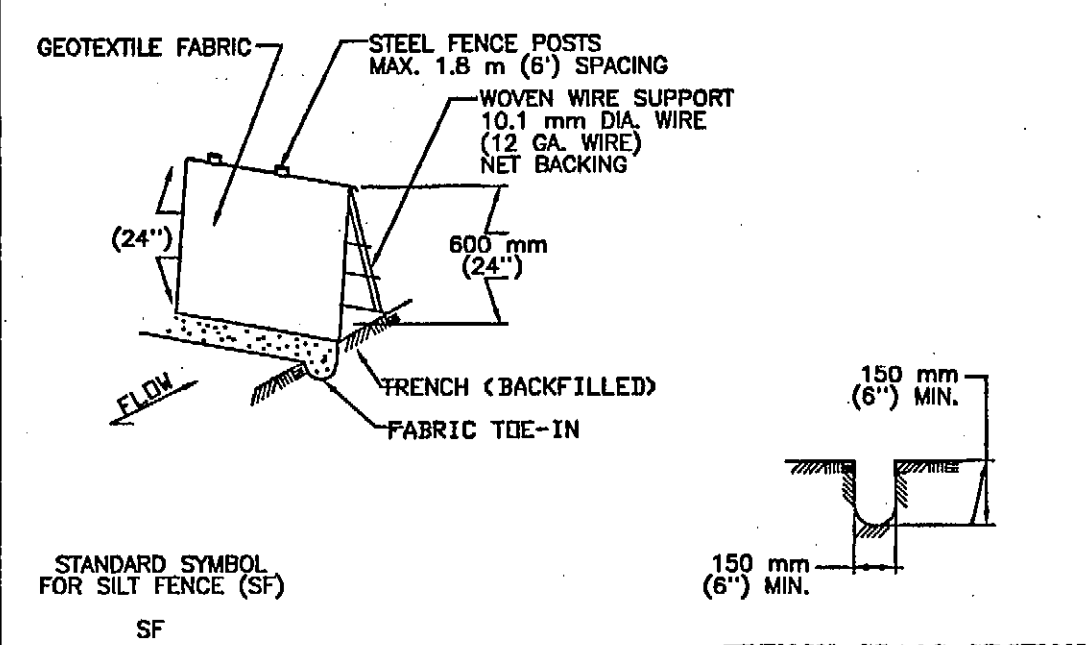 GEOTEXTILE FABRIC
STEEL FENCE POSTS
MAX. 1.8 m (6') SPACING
WOVEN WIRE SUPPORT
10.1 mm DIA. WIRE
(12 GA. WIRE)
NET BACKING
(24")
600 mm
(24")
TRENCH (BACKFILLED)
FLOW
FABRIC TOE-IN
150 mm
(6") MIN.
150 mm
(6") MIN.
STANDARD SYMBOL
FOR SILT FENCE (SF)
SF